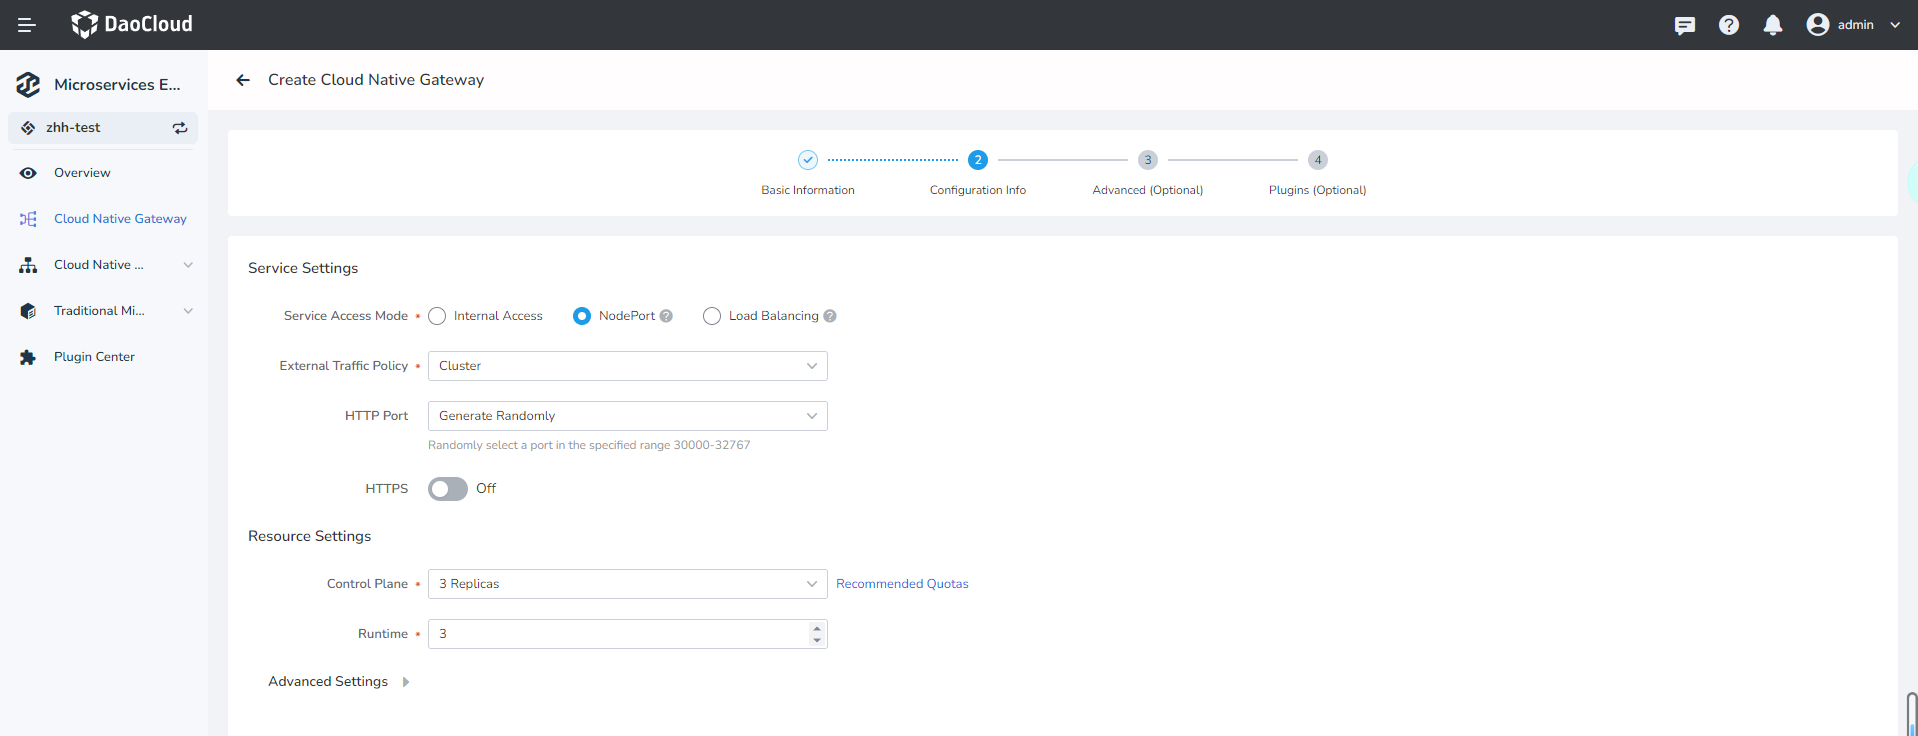 DaoCloud
admin
Microservices E...
Create Cloud Native Gateway
zhh-test
Overview
Cloud Native Gateway
Cloud Native ...
Traditional Mi...
Plugin Center
2
3
4
Basic Information
Configuration Info
Advanced (Optional)
Plugins (Optional)
Service Settings
Service Access Mode • Internal Access NodePort ? Load Balancing ?
External Traffic Policy • Cluster
HTTP Port Generate Randomly
Randomly select a port in the specified range 30000-32767
HTTPS Off
Resource Settings
Control Plane • 3 Replicas Recommended Quotas
Runtime • 3
Advanced Settings